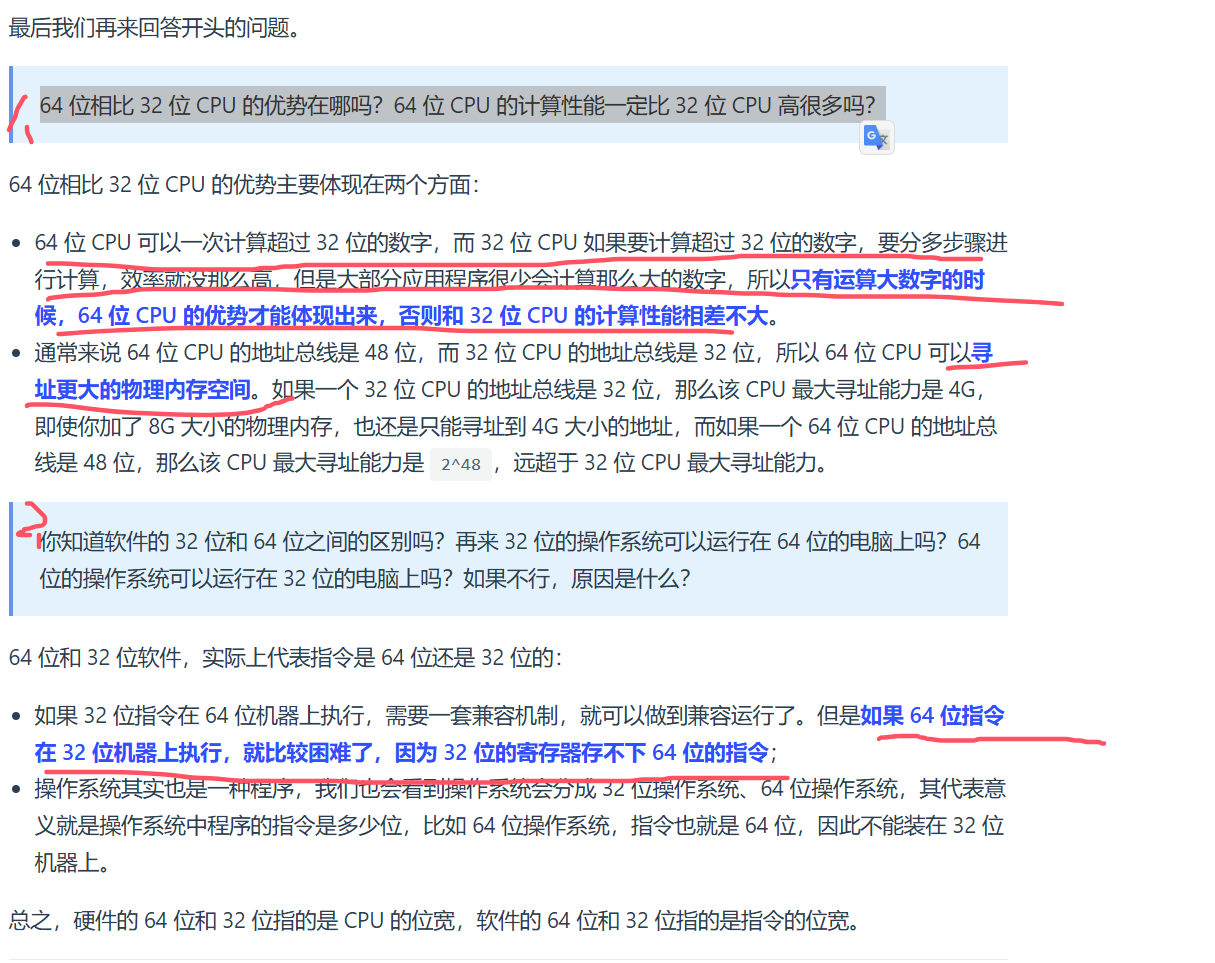 最后我们再来回答开头的问题。
1、
64 位相比 32 位 CPU 的优势在哪吗？64 位 CPU 的计算性能一定比 32 位 CPU 高很多吗？
64 位相比 32 位 CPU 的优势主要体现在两个方面：
64 位 CPU 可以一次计算超过 32 位的数字，而 32 位 CPU 如果要计算超过 32 位的数字，要分多步骤进
行计算，效率就没那么高，但是大部分应用程序很少会计算那么大的数字，所以只有运算大数字的时
候，64 位 CPU 的优势才能体现出来，否则和 32 位 CPU 的计算性能相差不大。
通常来说 64 位 CPU 的地址总线是 48 位，而 32 位 CPU 的地址总线是 32 位，所以 64 位 CPU 可以寻
址更大的物理内存空间。如果一个 32 位 CPU 的地址总线是 32 位，那么该 CPU 最大寻址能力是 4G，
即使你加了 8G 大小的物理内存，也还是只能寻址到 4G 大小的地址，而如果一个 64 位 CPU 的地址总
线是 48 位，那么该 CPU 最大寻址能力是 2^48，远超于 32 位 CPU 最大寻址能力。
2、
你知道软件的 32 位和 64 位之间的区别吗？再来 32 位的操作系统可以运行在 64 位的电脑上吗？64
位的操作系统可以运行在 32 位的电脑上吗？如果不行，原因是什么？
64 位和 32 位软件，实际上代表指令是 64 位还是 32 位的：
如果 32 位指令在 64 位机器上执行，需要一套兼容机制，就可以做到兼容运行了。但是如果 64 位指令
在 32 位机器上执行，就比较困难了，因为 32 位的寄存器存不下 64 位的指令；
操作系统其实也是一种程序，我们也会看到操作系统会分成 32 位操作系统、64 位操作系统，其代表意
义就是操作系统中程序的指令是多少位，比如 64 位操作系统，指令也就是 64 位，因此不能装在 32 位
机器上。
总之，硬件的 64 位和 32 位指的是 CPU 的位宽，软件的 64 位和 32 位指的是指令的位宽。